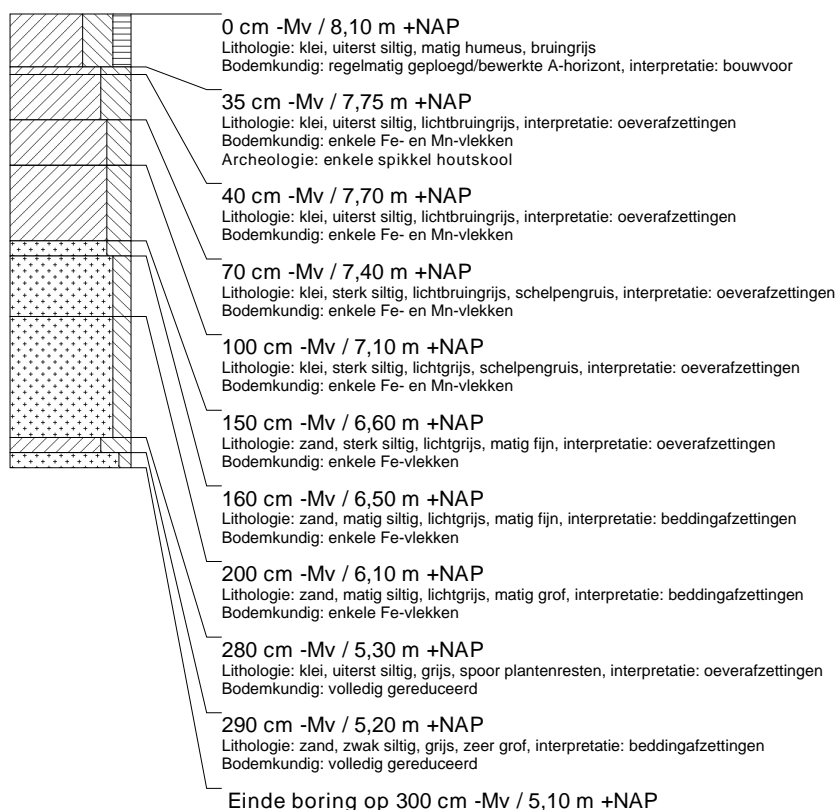 0 cm -Mv / 8,10 m +NAP
Lithologie: klei, uiterst siltig, matig humeus, bruingrijs
Bodemkundig: regelmatig geploegd/bewerkte A-horizont, interpretatie: bouwvoor
35 cm -Mv / 7,75 m +NAP
Lithologie: klei, uiterst siltig, lichtbruingrijs, interpretatie: oeverafzettingen
Bodemkundig: enkele Fe- en Mn-vlekken
Archeologie: enkele spikkel houtskool
40 cm -Mv / 7,70 m +NAP
Lithologie: klei, uiterst siltig, lichtbruingrijs, interpretatie: oeverafzettingen
Bodemkundig: enkele Fe- en Mn-vlekken
70 cm -Mv / 7,40 m +NAP
Lithologie: klei, sterk siltig, lichtbruingrijs, schelpengruis, interpretatie: oeverafzettingen
Bodemkundig: enkele Fe- en Mn-vlekken
100 cm -Mv / 7,10 m +NAP
Lithologie: klei, sterk siltig, lichtgrijs, schelpengruis, interpretatie: oeverafzettingen
Bodemkundig: enkele Fe- en Mn-vlekken
150 cm -Mv / 6,60 m +NAP
Lithologie: zand, sterk siltig, lichtgrijs, matig fijn, interpretatie: oeverafzettingen
Bodemkundig: enkele Fe-vlekken
160 cm -Mv / 6,50 m +NAP
Lithologie: zand, matig siltig, lichtgrijs, matig fijn, interpretatie: beddingafzettingen
Bodemkundig: enkele Fe-vlekken
200 cm -Mv / 6,10 m +NAP
Lithologie: zand, matig siltig, lichtgrijs, matig grof, interpretatie: beddingafzettingen
Bodemkundig: enkele Fe-vlekken
280 cm -Mv / 5,30 m +NAP
Lithologie: klei, uiterst siltig, grijs, spoor plantenresten, interpretatie: oeverafzettingen
Bodemkundig: volledig gereduceerd
290 cm -Mv / 5,20 m +NAP
Lithologie: zand, zwak siltig, grijs, zeer grof, interpretatie: beddingafzettingen
Bodemkundig: volledig gereduceerd
Einde boring op 300 cm -Mv / 5,10 m +NAP